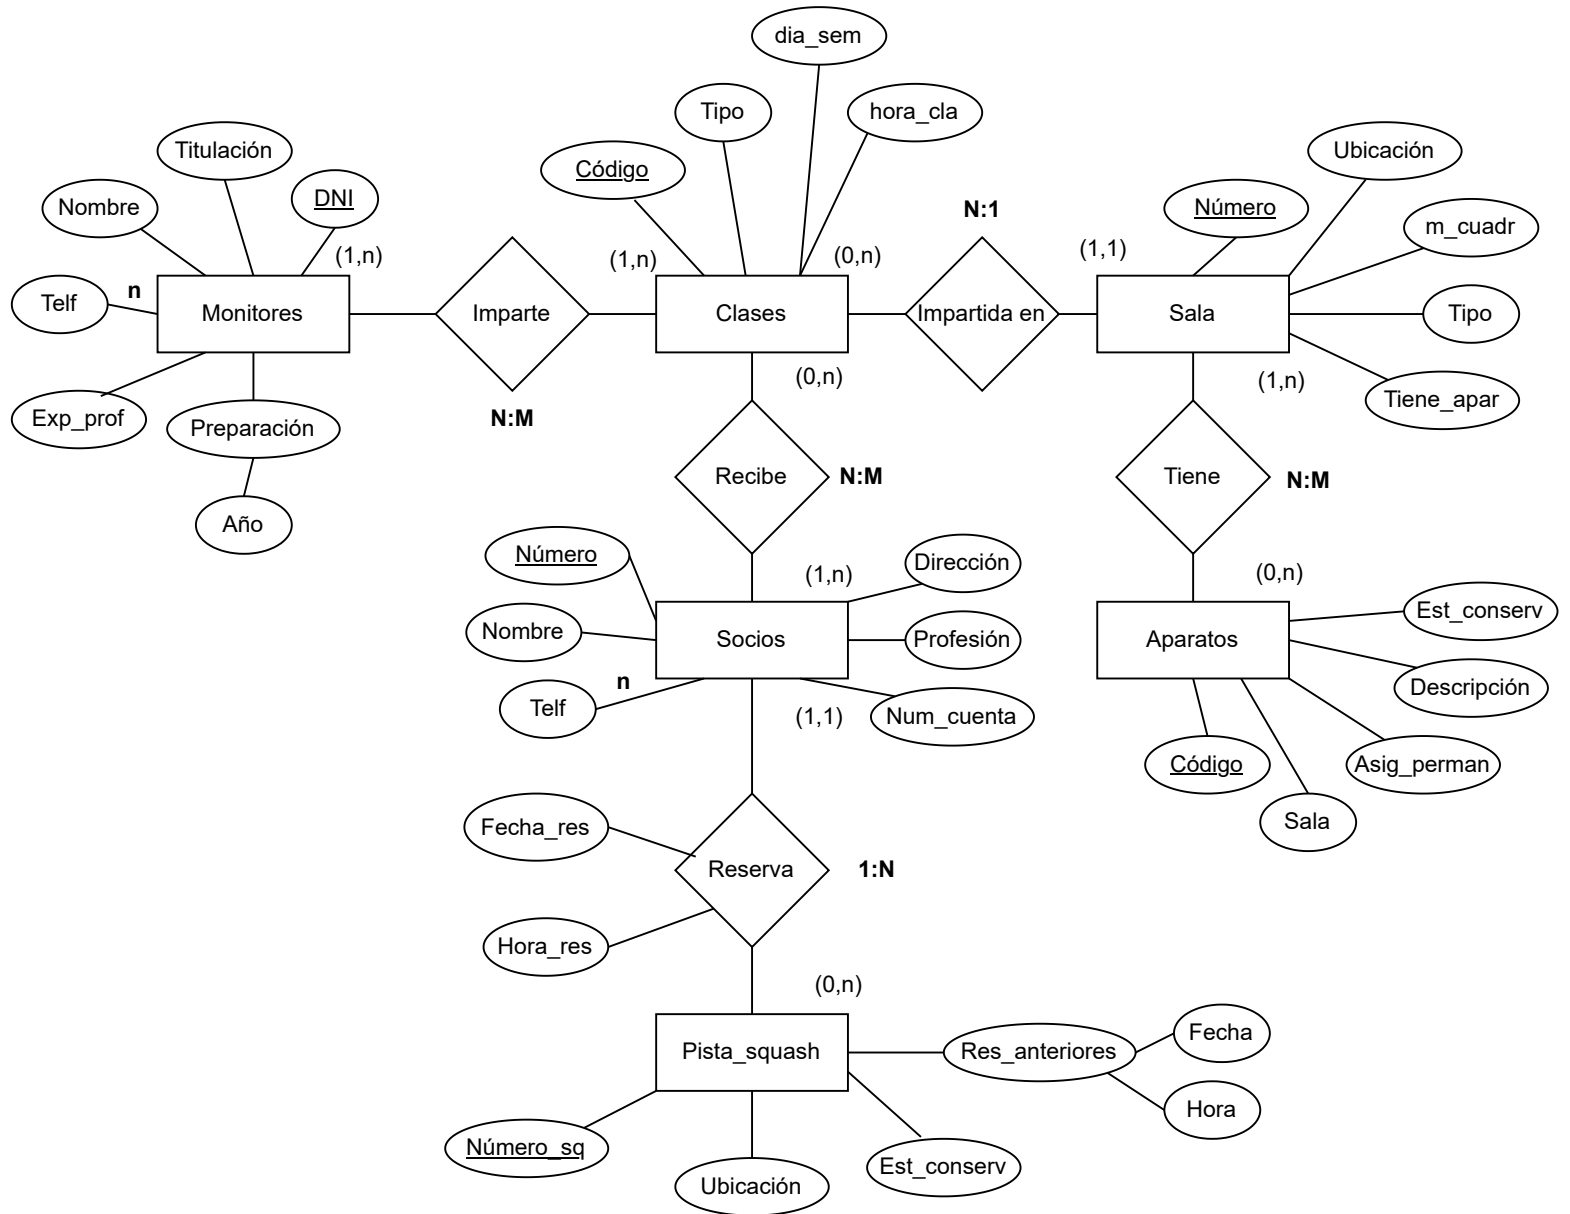 dia_sem
Tipo
hora_cla
Titulación
Código
Ubicación
Nombre
DNI
Número
N:1
m_cuadr
(1,n)
(1,n)
(0,n)
(1,1)
Telf
n
Monitores
Imparte
Clases
Impartida en
Sala
Tipo
(0,n)
(1,n)
Tiene_apar
Exp_prof
Preparación
N:M
Año
Recibe
N:M
Tiene
N:M
Número
(1,n)
Dirección
(0,n)
Est_conserv
Nombre
Socios
Profesión
Aparatos
Descripción
n
Telf
(1,1)
Num_cuenta
Código
Asig_perman
Sala
Fecha_res
Reserva
1:N
Hora_res
(0,n)
Pista_squash
Res_anteriores
Fecha
Hora
Número_sq
Ubicación
Est_conserv